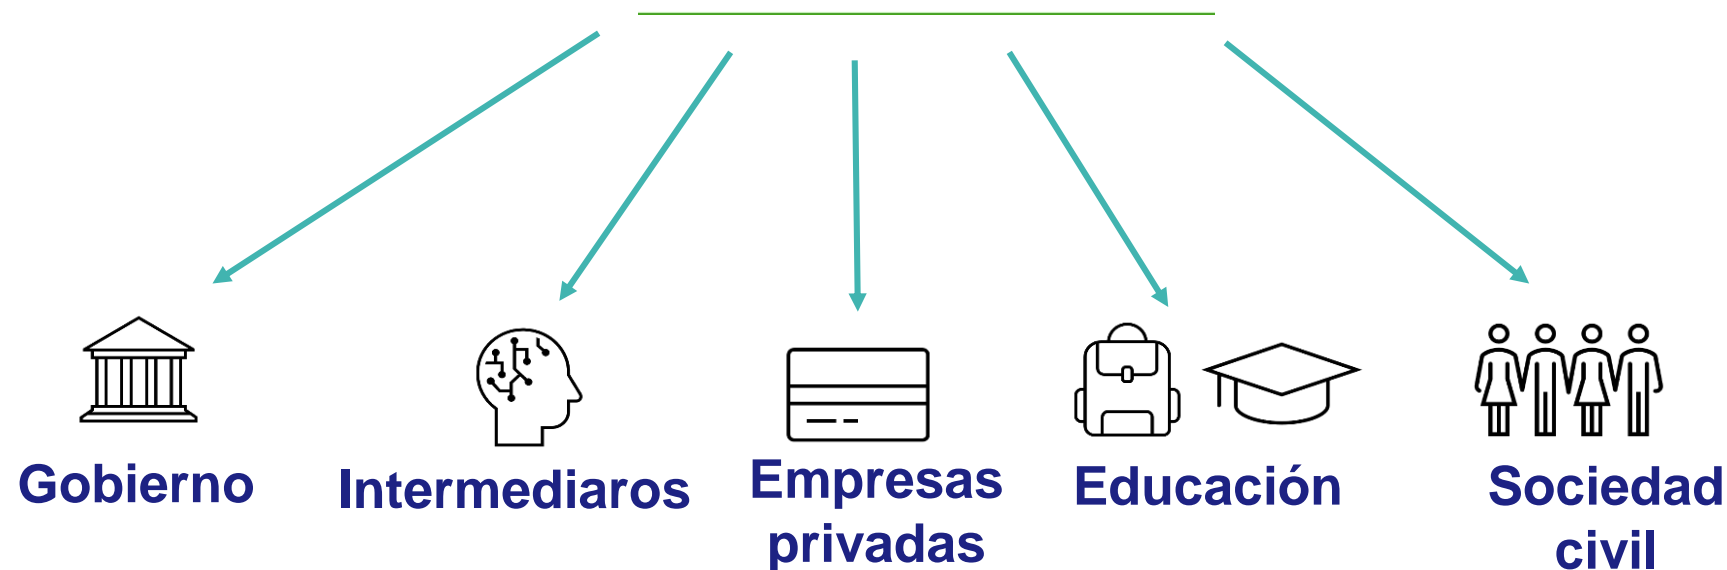 Gobierno
Intermediaros
Empresas
privadas
Educación
Sociedad
civil